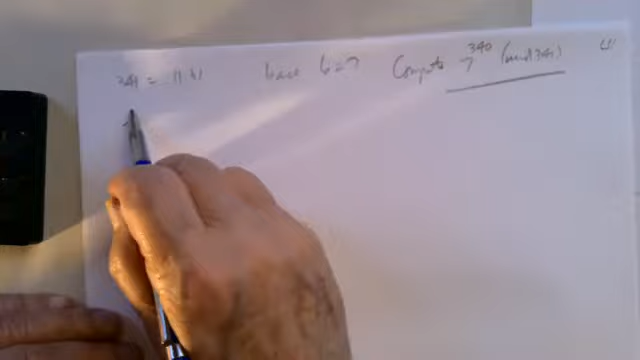 341 = 11·31 base b=7 Compute 7^340 (mod 341)